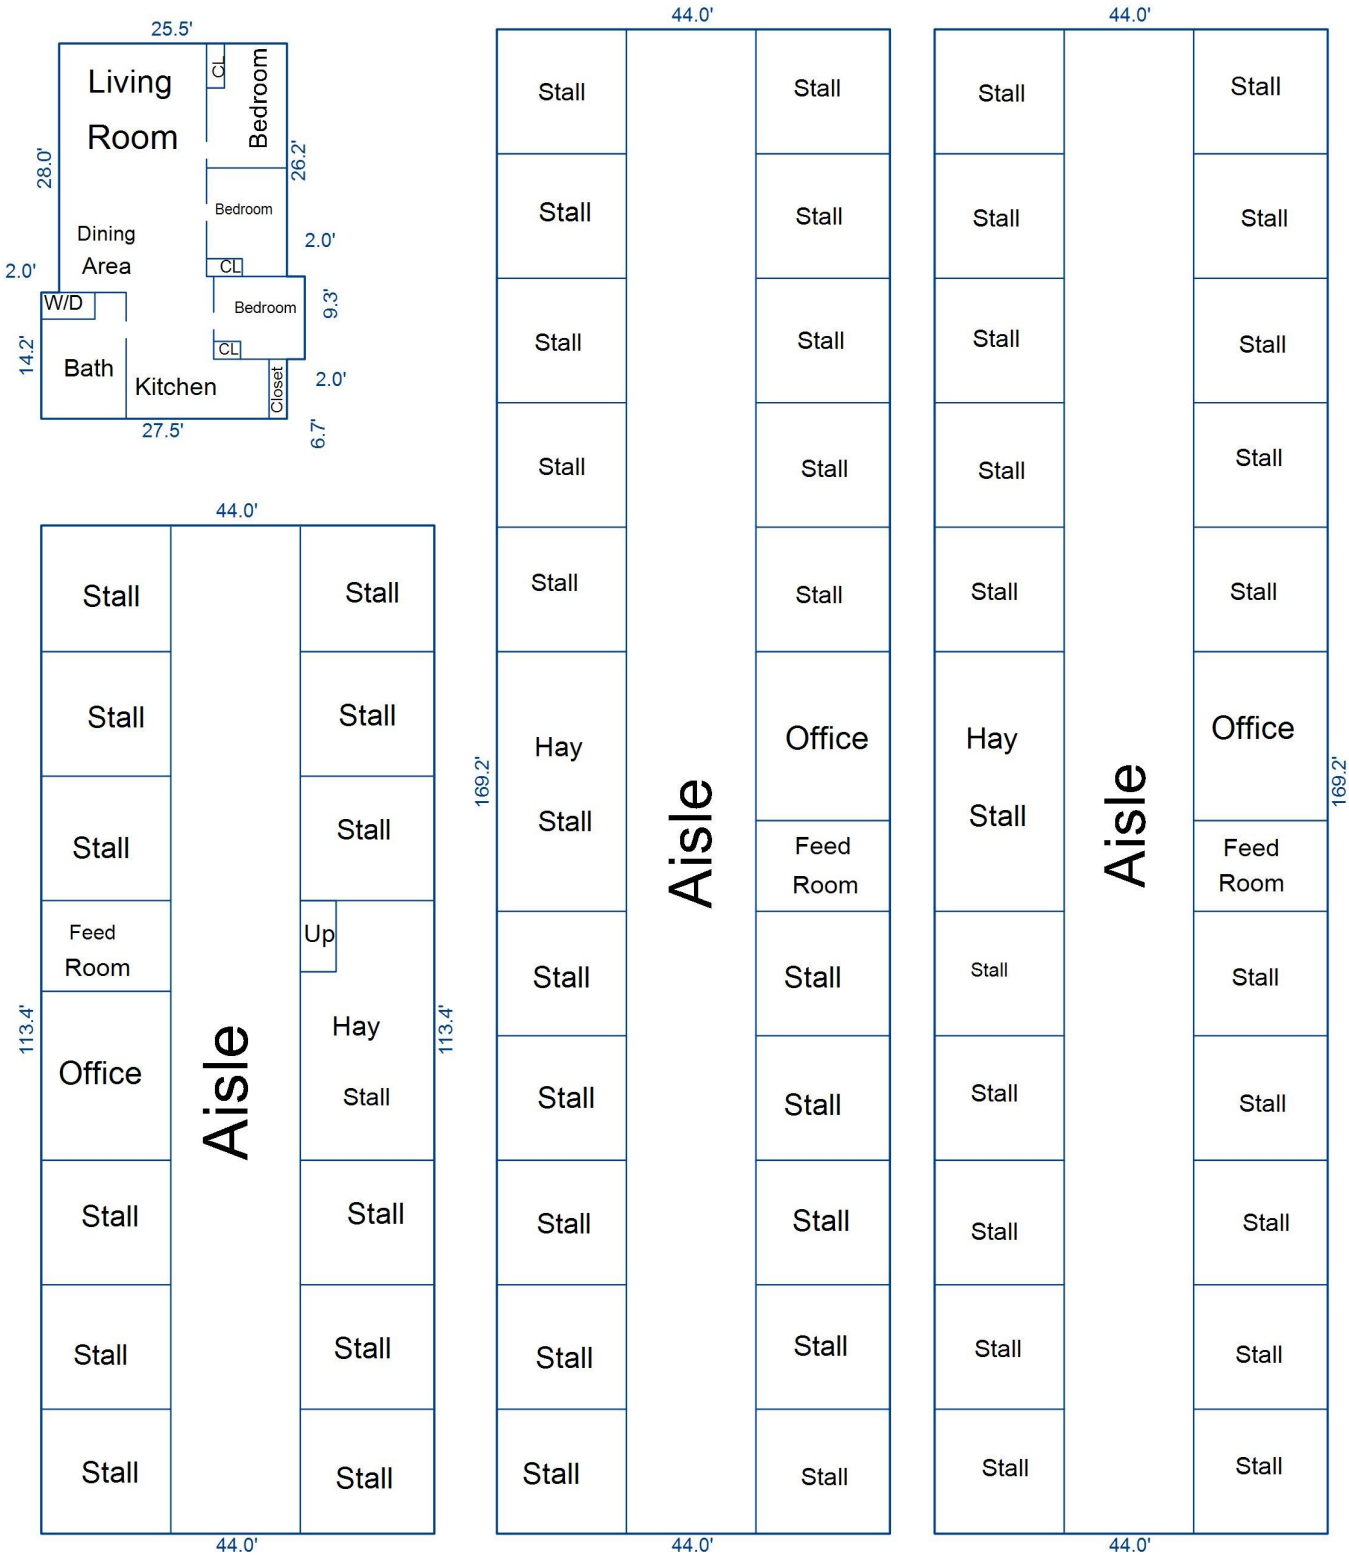 25.5'
Living
Room
CL
Bedroom
28.0'
26.2'
Bedroom
Dining
Area
CL
2.0'
2.0'
W/D
Bedroom
9.3'
14.2'
Bath
CL
Kitchen
Closet
2.0'
27.5'
6.7'
44.0'
Stall
Stall
Stall
Stall
Stall
Stall
Feed
Room
Up
113.4'
Office
Aisle
Hay
Stall
113.4'
Stall
Stall
Stall
Stall
Stall
Stall
44.0'
44.0'
Stall
Stall
Stall
Stall
Stall
Stall
Stall
Stall
Stall
Stall
169.2'
Hay
Stall
Aisle
Office
Feed
Room
Stall
Stall
Stall
Stall
Stall
Stall
Stall
Stall
Stall
Stall
44.0'
44.0'
Stall
Stall
Stall
Stall
Stall
Stall
Stall
Stall
Stall
Stall
Hay
Stall
Aisle
Office
169.2'
Feed
Room
Stall
Stall
Stall
Stall
Stall
Stall
Stall
Stall
Stall
Stall
44.0'